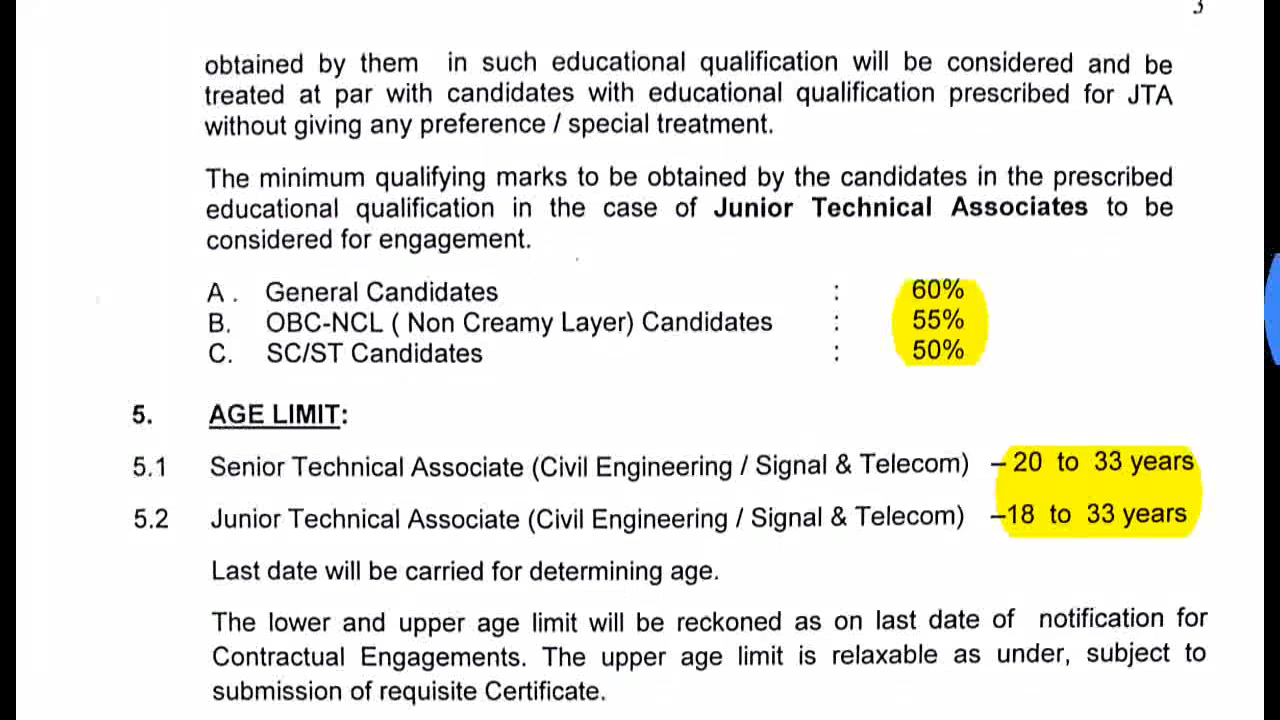 3
obtained by them in such educational qualification will be considered and be
treated at par with candidates with educational qualification prescribed for JTA
without giving any preference / special treatment.
The minimum qualifying marks to be obtained by the candidates in the prescribed
educational qualification in the case of Junior Technical Associates to be
considered for engagement.
A . General Candidates : 60%
B. OBC-NCL ( Non Creamy Layer) Candidates : 55%
C. SC/ST Candidates : 50%
5. AGE LIMIT:
5.1 Senior Technical Associate (Civil Engineering / Signal & Telecom) – 20 to 33 years
5.2 Junior Technical Associate (Civil Engineering / Signal & Telecom) –18 to 33 years
Last date will be carried for determining age.
The lower and upper age limit will be reckoned as on last date of notification for
Contractual Engagements. The upper age limit is relaxable as under, subject to
submission of requisite Certificate.